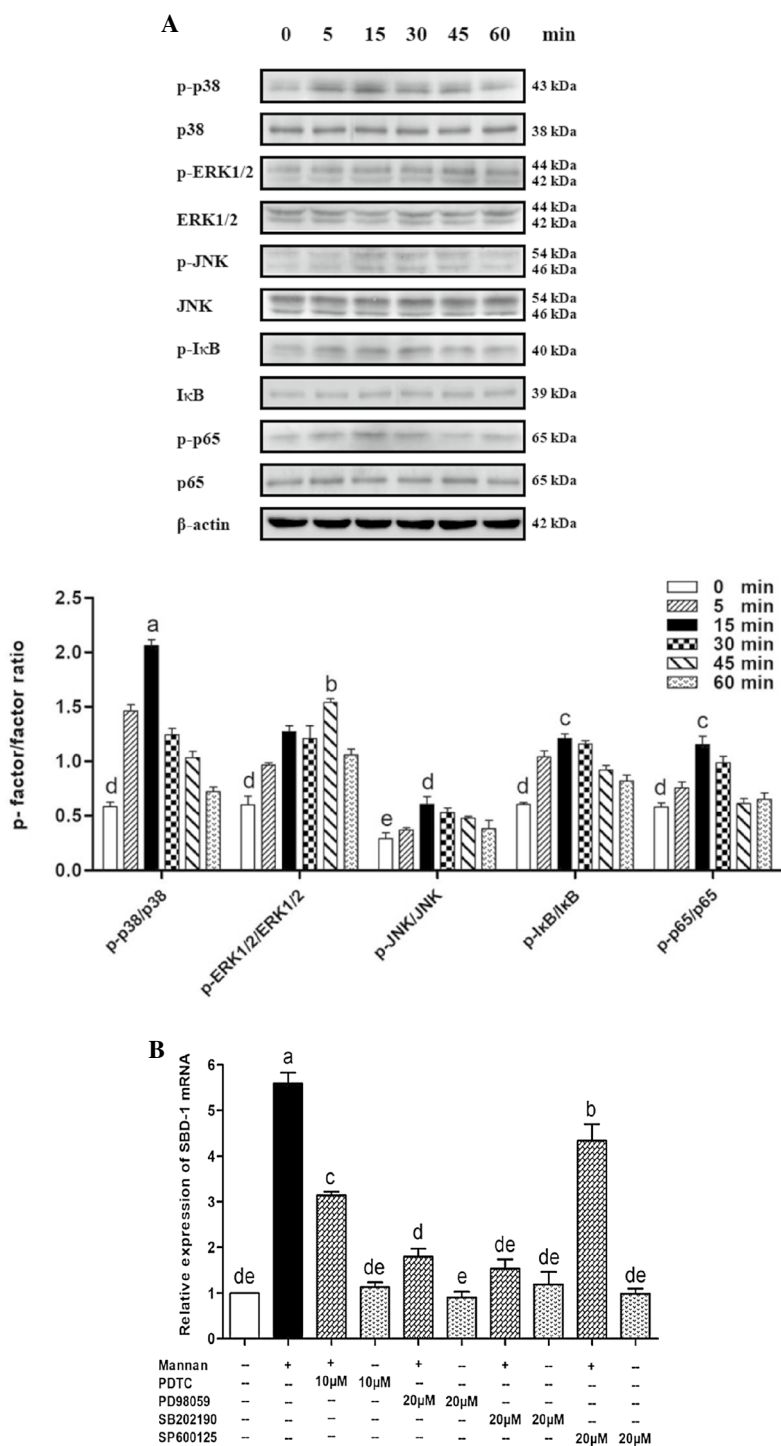 A
0 5 15 30 45 60 min
p-p38 43 kDa
p38 38 kDa
p-ERK1/2 44 kDa
42 kDa
ERK1/2 44 kDa
42 kDa
p-JNK 54 kDa
46 kDa
JNK 54 kDa
46 kDa
p-IκB 40 kDa
IκB 39 kDa
p-p65 65 kDa
p65 65 kDa
β-actin 42 kDa
p- factor/factor ratio
2.5
2.0
1.5
1.0
0.5
0.0
0 min
5 min
15 min
30 min
45 min
60 min
d a d b e d d c d c
p-p38/p38
p-ERK1/2/ERK1/2
p-JNK/JNK
p-IκB/IκB
p-p65/p65
B
Relative expression of SBD-1 mRNA
6
5
4
3
2
1
0
de a c de d e de de b de
Mannan -- + + -- + -- + -- + --
PDTC -- -- 10μM 10μM -- -- -- -- -- --
PD98059 -- -- -- -- 20μM 20μM -- -- -- --
SB202190 -- -- -- -- -- -- 20μM 20μM -- --
SP600125 -- -- -- -- -- -- -- -- 20μM 20μM